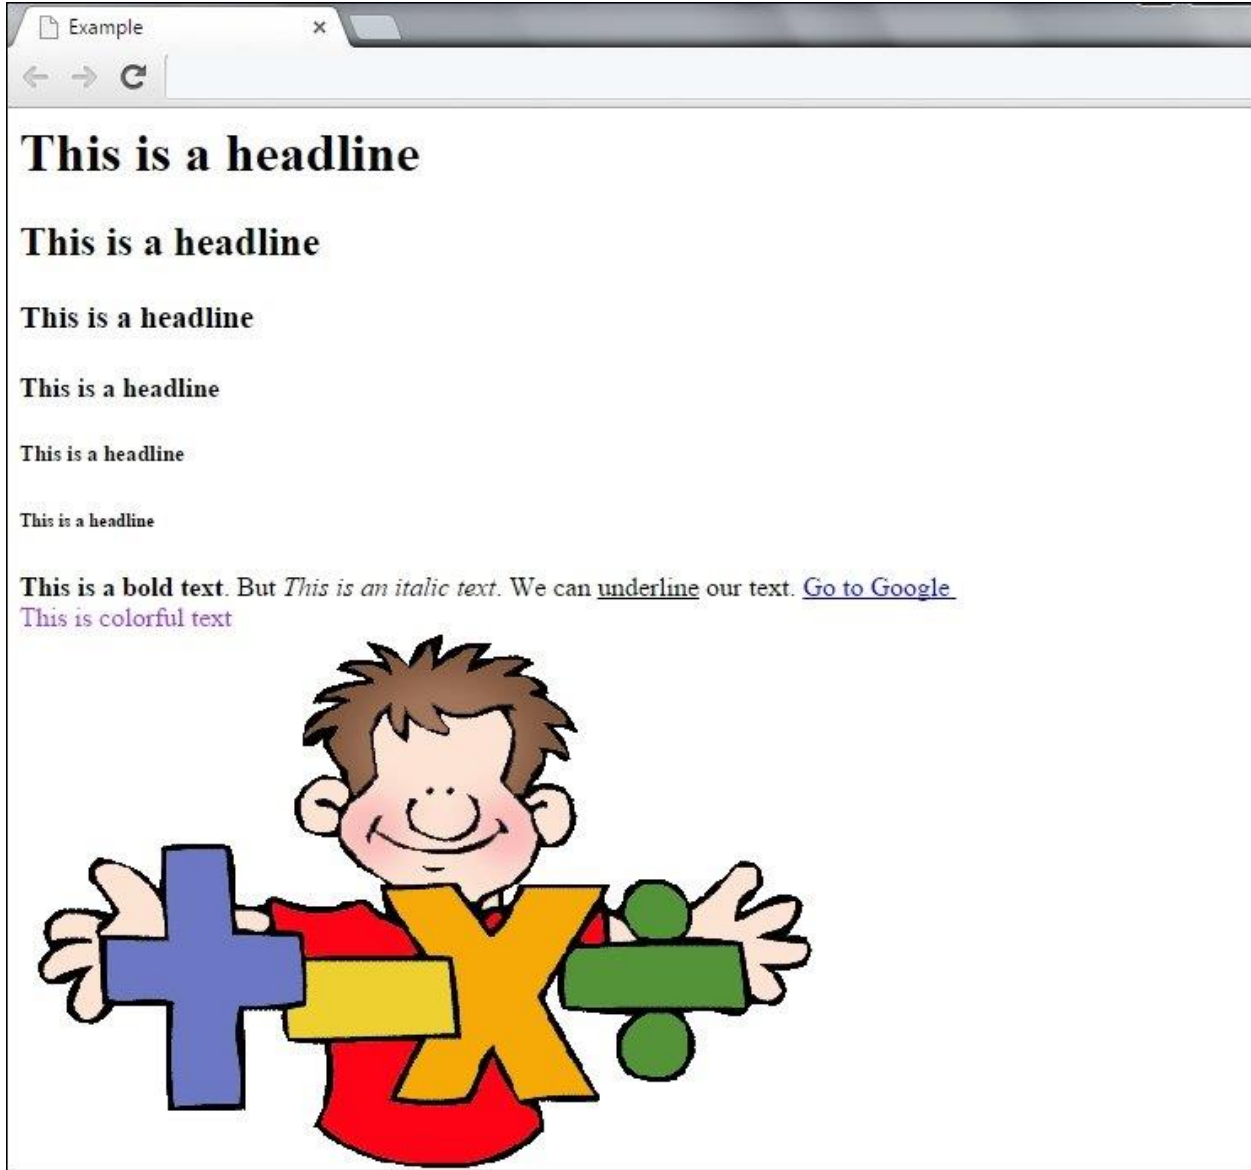 Example
This is a headline
This is a headline
This is a headline
This is a headline
This is a headline
This is a headline
This is a bold text. But This is an italic text. We can underline our text. Go to Google
This is colorful text